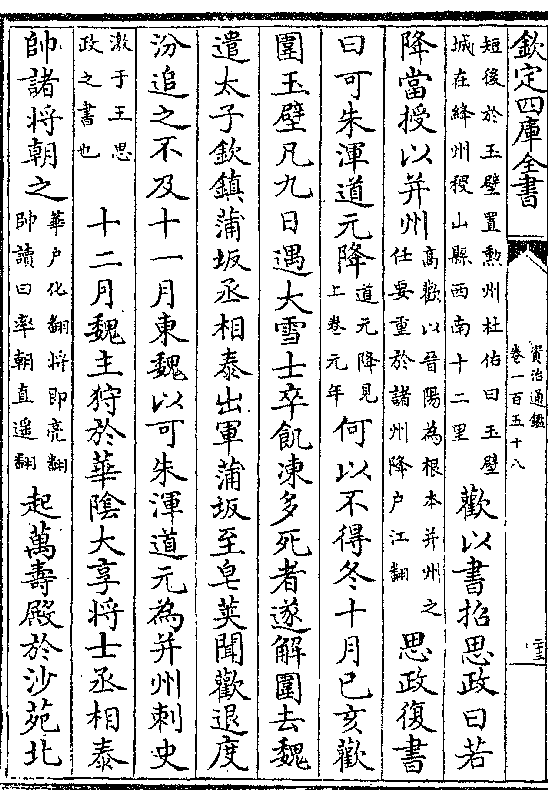 欽定四庫全書
資治通鑑
卷一百五十八
二十三
短後於玉壁置勲州杜佑曰玉壁
城在絳州稷山縣西南十二里
歡以書招思政曰若
降當授以并州
高歡以晉陽為根本并州之
任要重於諸州降户江翻
思政復書
曰可朱渾道元降
道元降見
上卷元年
何以不得冬十月己亥歡
圍玉壁凡九日遇大雪士卒飢凍多死者遂解圍去魏
遣太子欽鎮蒲坂丞相泰出軍蒲坂至皂莢聞歡退度
汾追之不及十一月東魏以可朱渾道元為并州刺史
激于王思
政之書也
十二月魏主狩於華陰大享將士丞相泰
帥諸將朝之
華户化翻將即亮翻
帥讀曰率朝直遥翻
起萬壽殿於沙苑北